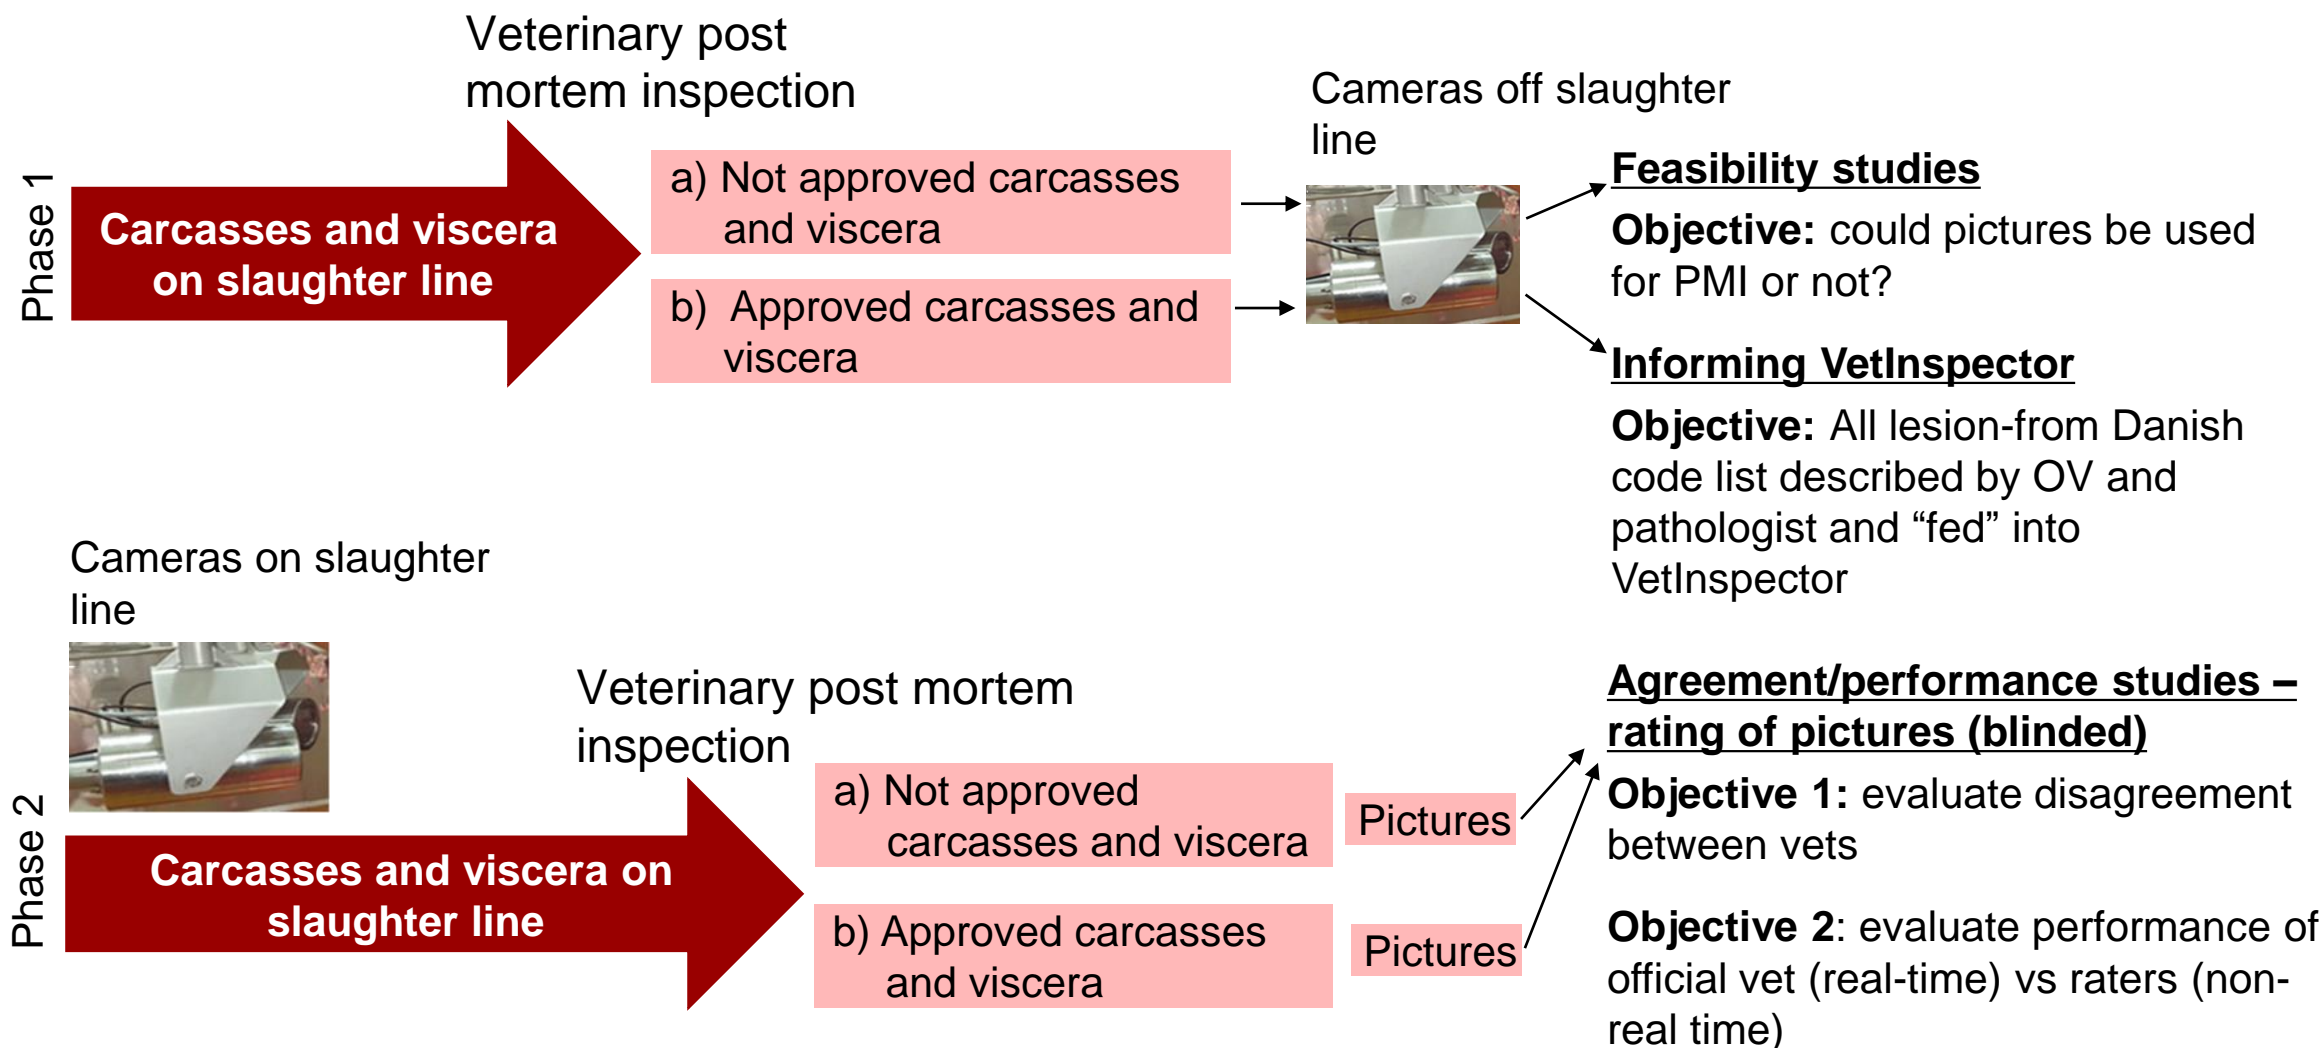 Phase 1
Veterinary post
mortem inspection
Carcasses and viscera
on slaughter line
a) Not approved carcasses
and viscera
b) Approved carcasses and
viscera
Cameras off slaughter
line
Feasibility studies
Objective: could pictures be used
for PMI or not?
Informing VetInspector
Objective: All lesion-from Danish
code list described by OV and
pathologist and “fed” into
VetInspector
Phase 2
Cameras on slaughter
line
Carcasses and viscera on
slaughter line
Veterinary post mortem
inspection
a) Not approved
carcasses and viscera
Pictures
b) Approved carcasses
and viscera
Pictures
Agreement/performance studies –
rating of pictures (blinded)
Objective 1: evaluate disagreement
between vets
Objective 2: evaluate performance of
official vet (real-time) vs raters (non-
real time)